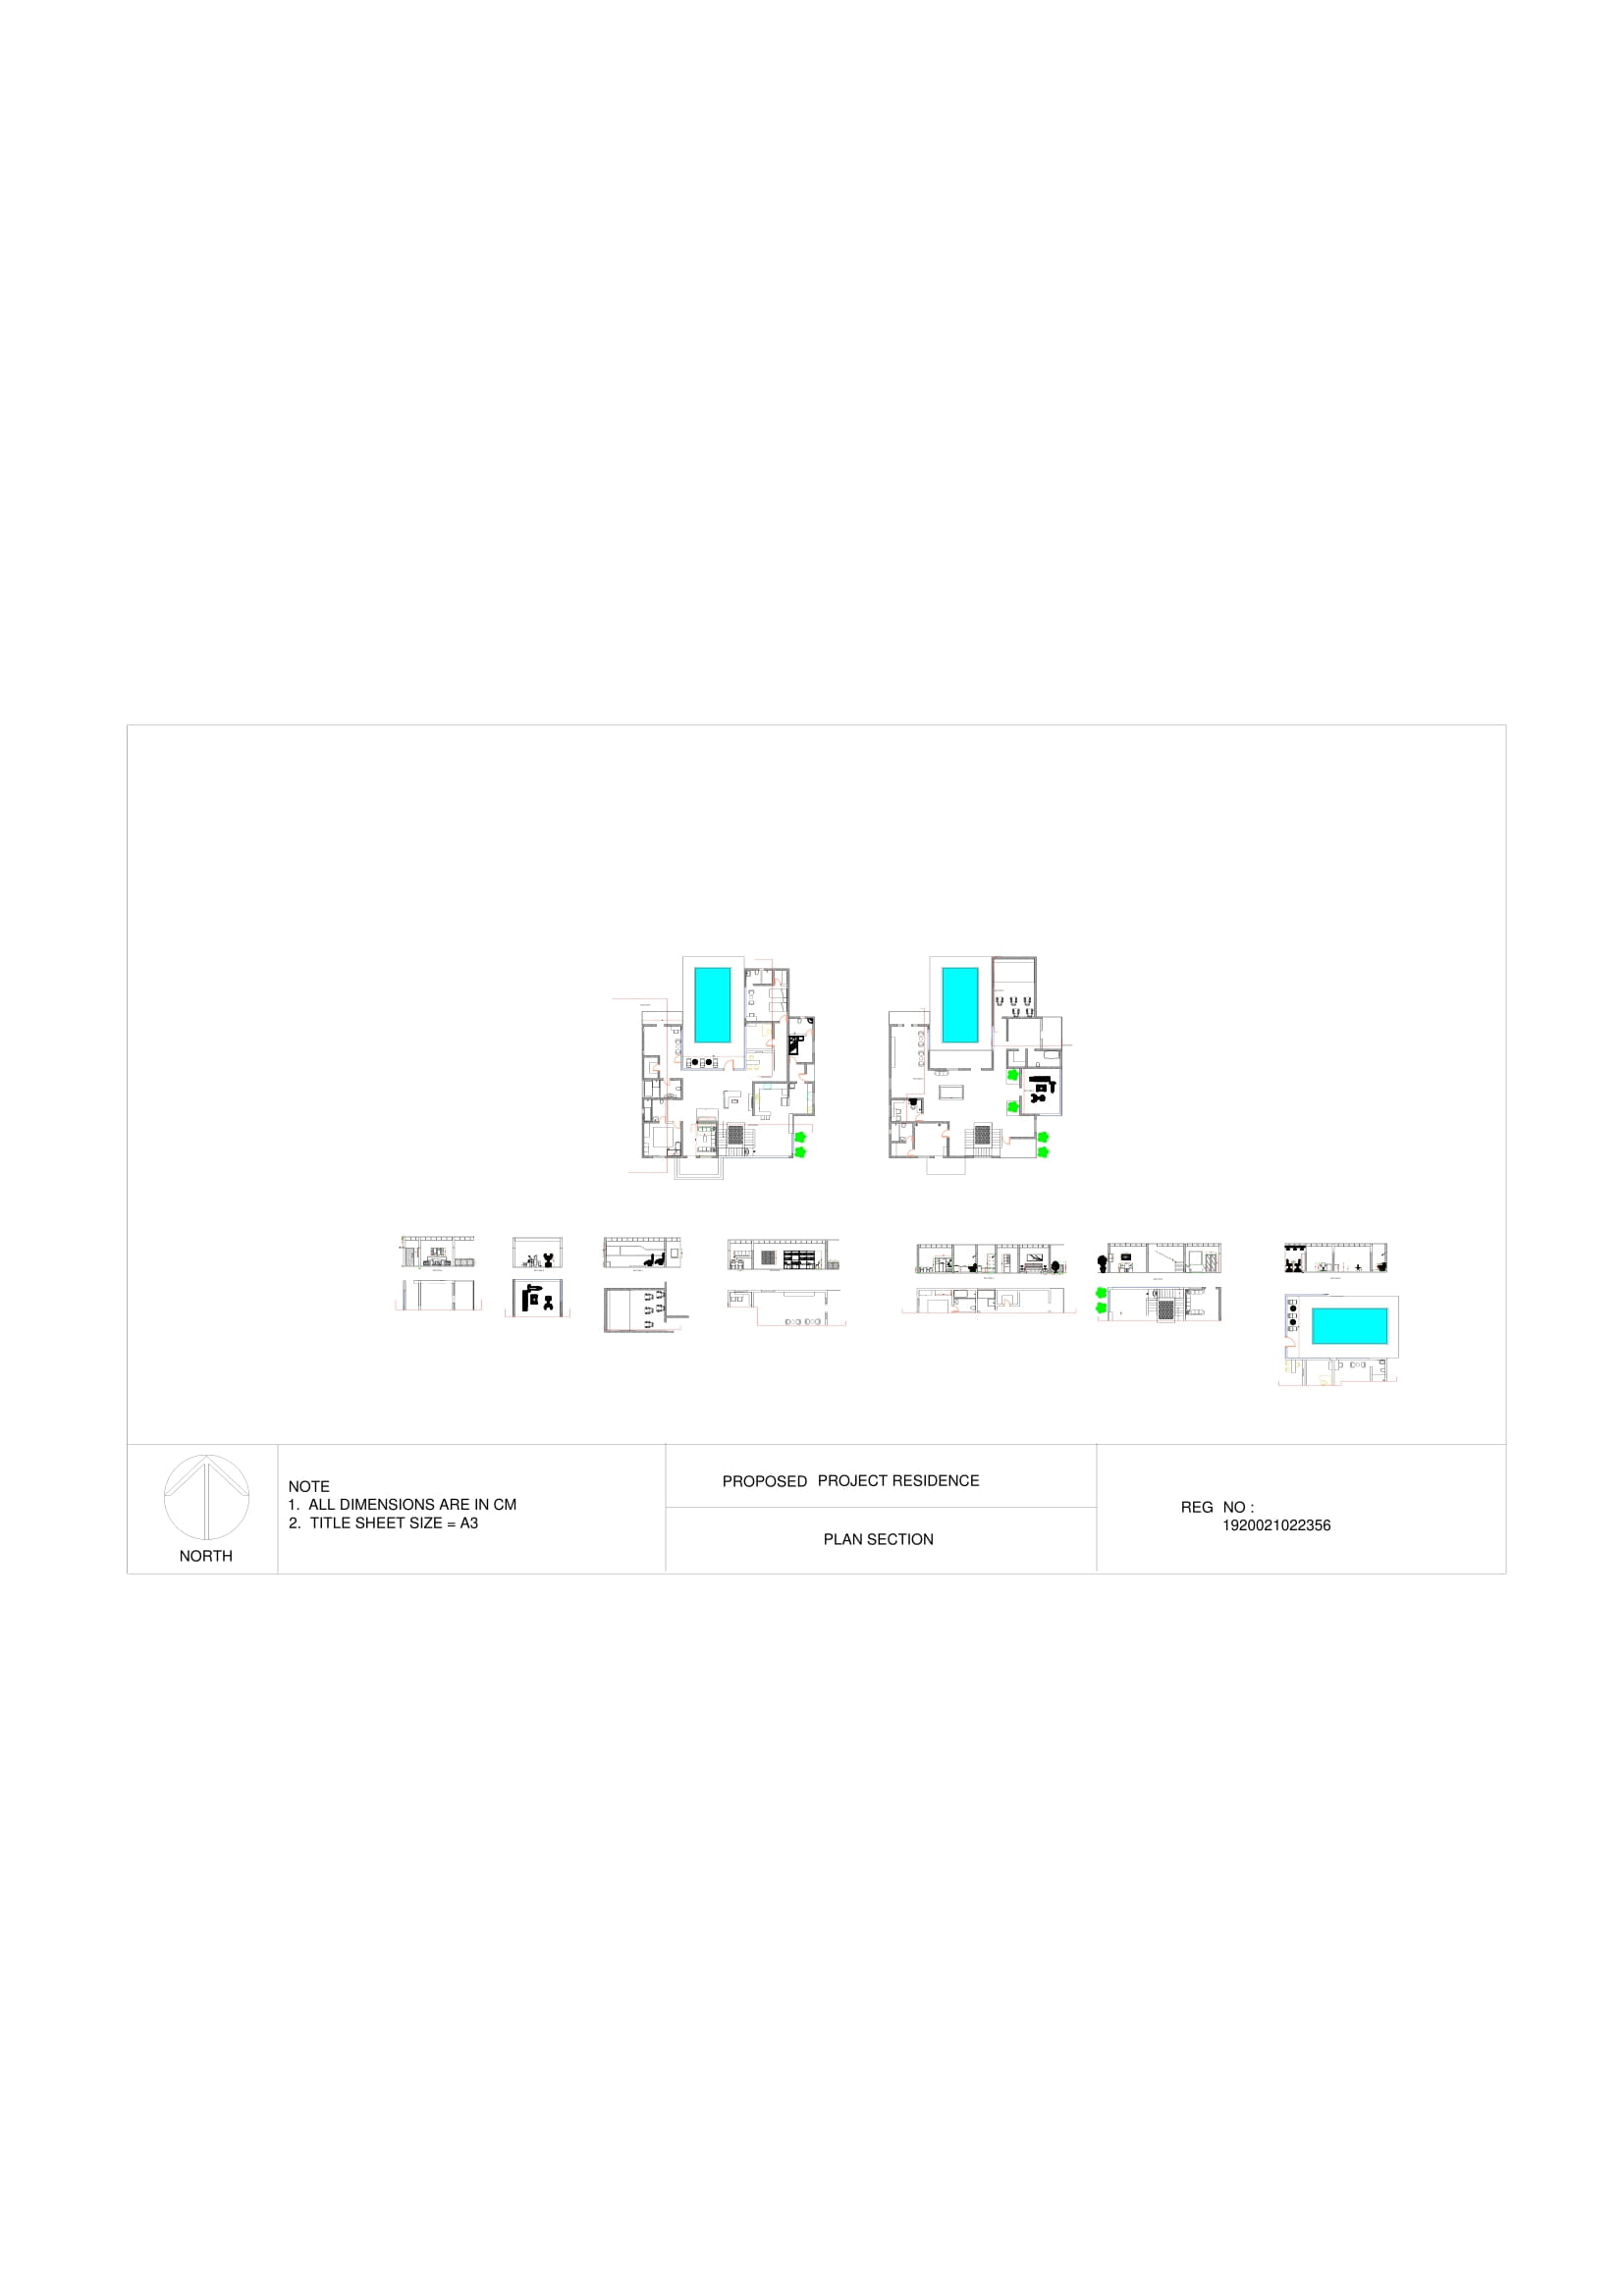 NORTH
NOTE
1. ALL DIMENSIONS ARE IN CM
2. TITLE SHEET SIZE = A3
PROPOSED PROJECT RESIDENCE
PLAN SECTION
REG NO :
1920021022356